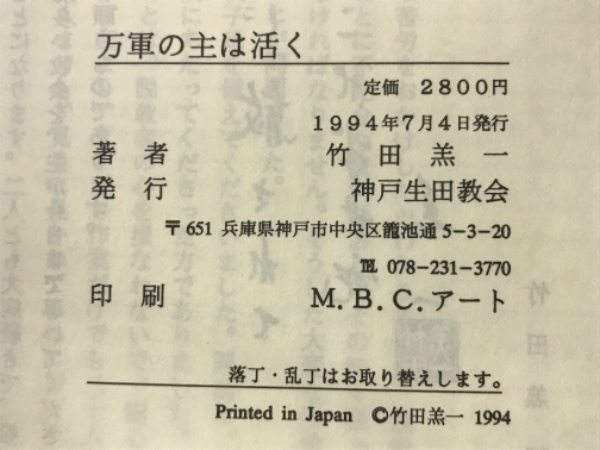 万軍の主は活く
定価 2800円
1994年7月4日発行
著者 竹田羔一
発行 神戸生田教会
〒651 兵庫県神戸市中央区籠池通5-3-20
℡ 078-231-3770
印刷 M.B.C.アート
落丁・乱丁はお取り替えします。
Printed in Japan ©竹田羔一 1994
竹田羔